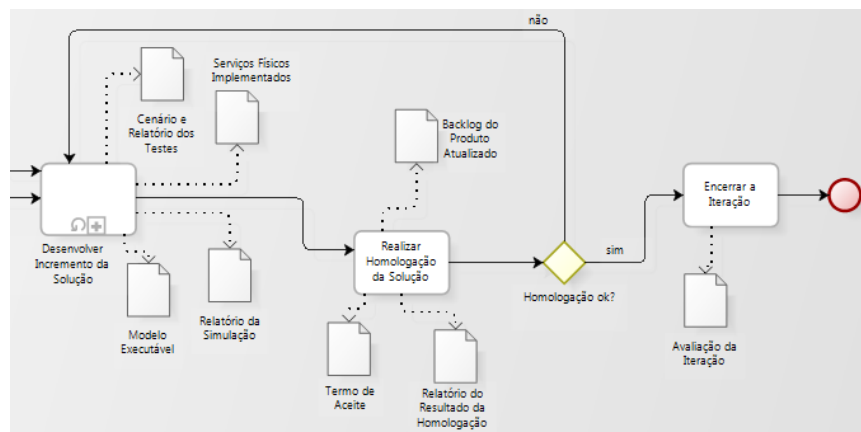 não
Serviços Físicos
Implementados
Cenário e
Relatório dos
Testes
Backlog do
Produto
Atualizado
Desenvolver
Incremento da
Solução
Modelo
Executável
Relatório da
Simulação
Realizar
Homologação
da Solução
Termo de
Aceite
Relatório do
Resultado da
Homologação
Homologação ok?
sim
Encerrar a
Iteração
Avaliação da
Iteração